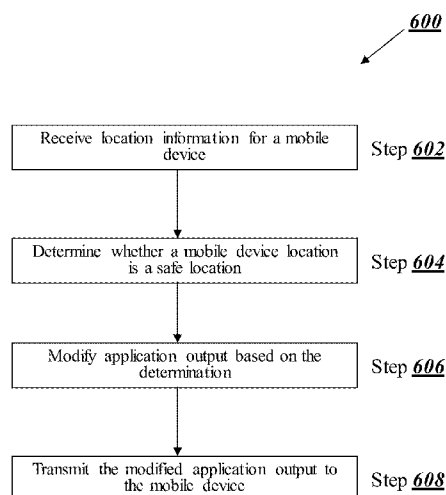 600
Receive location information for a mobile
device
Step 602
Determine whether a mobile device location
is a safe location
Step 604
Modify application output based on the
determination
Step 606
Transmit the modified application output to
the mobile device
Step 608